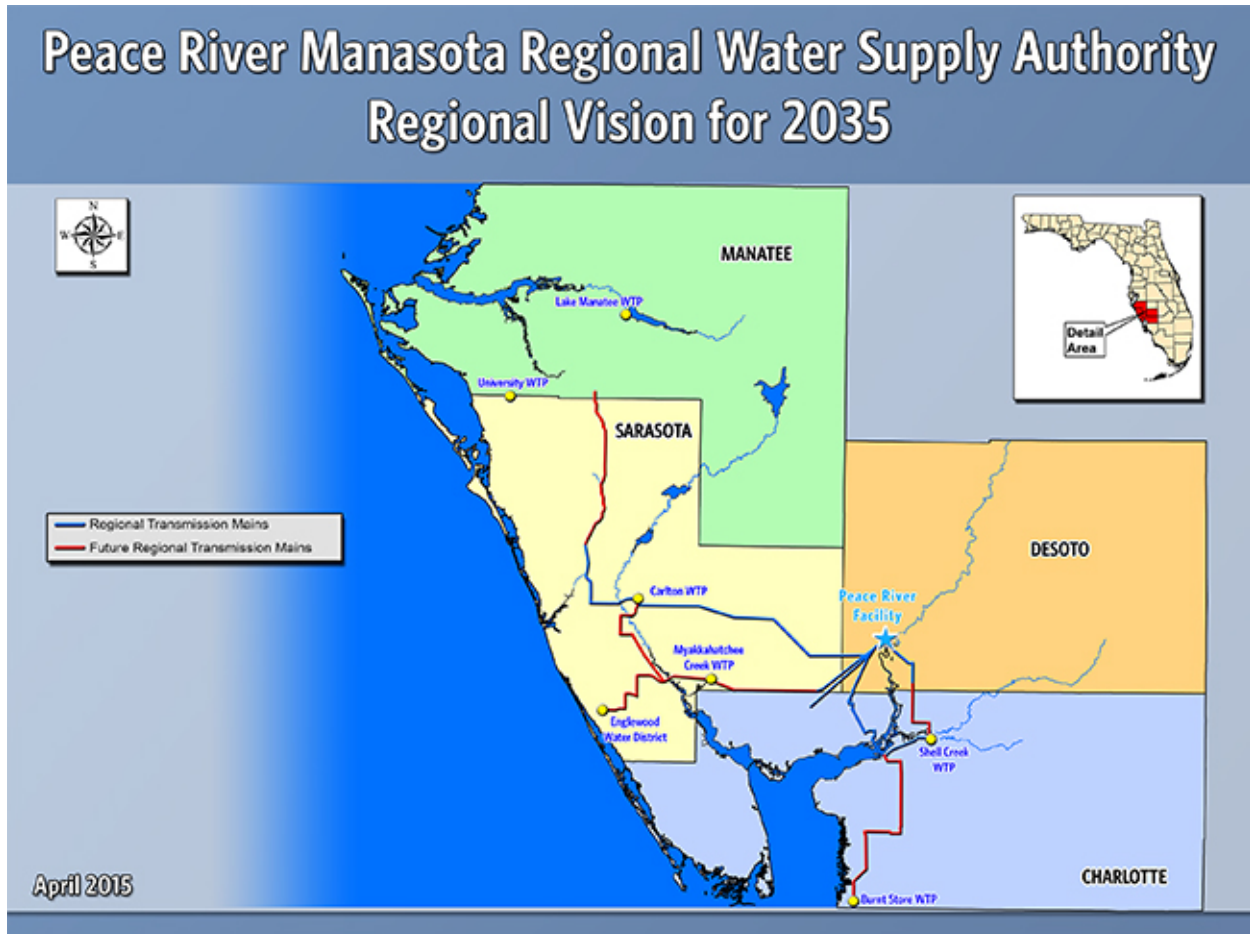 Peace River Manasota Regional Water Supply Authority
Regional Vision for 2035
N
W
E
S
MANATEE
Lake Manatee WTP
Detail
Area
University WTP
SARASOTA
Regional Transmission Mains
Future Regional Transmission Mains
DESOTO
Carlton WTP
Peace River
Facility
Myakkahatchee
Creek WTP
Englewood
Water District
Shell Creek
WTP
CHARLOTTE
April 2015
Burnt Store WTP